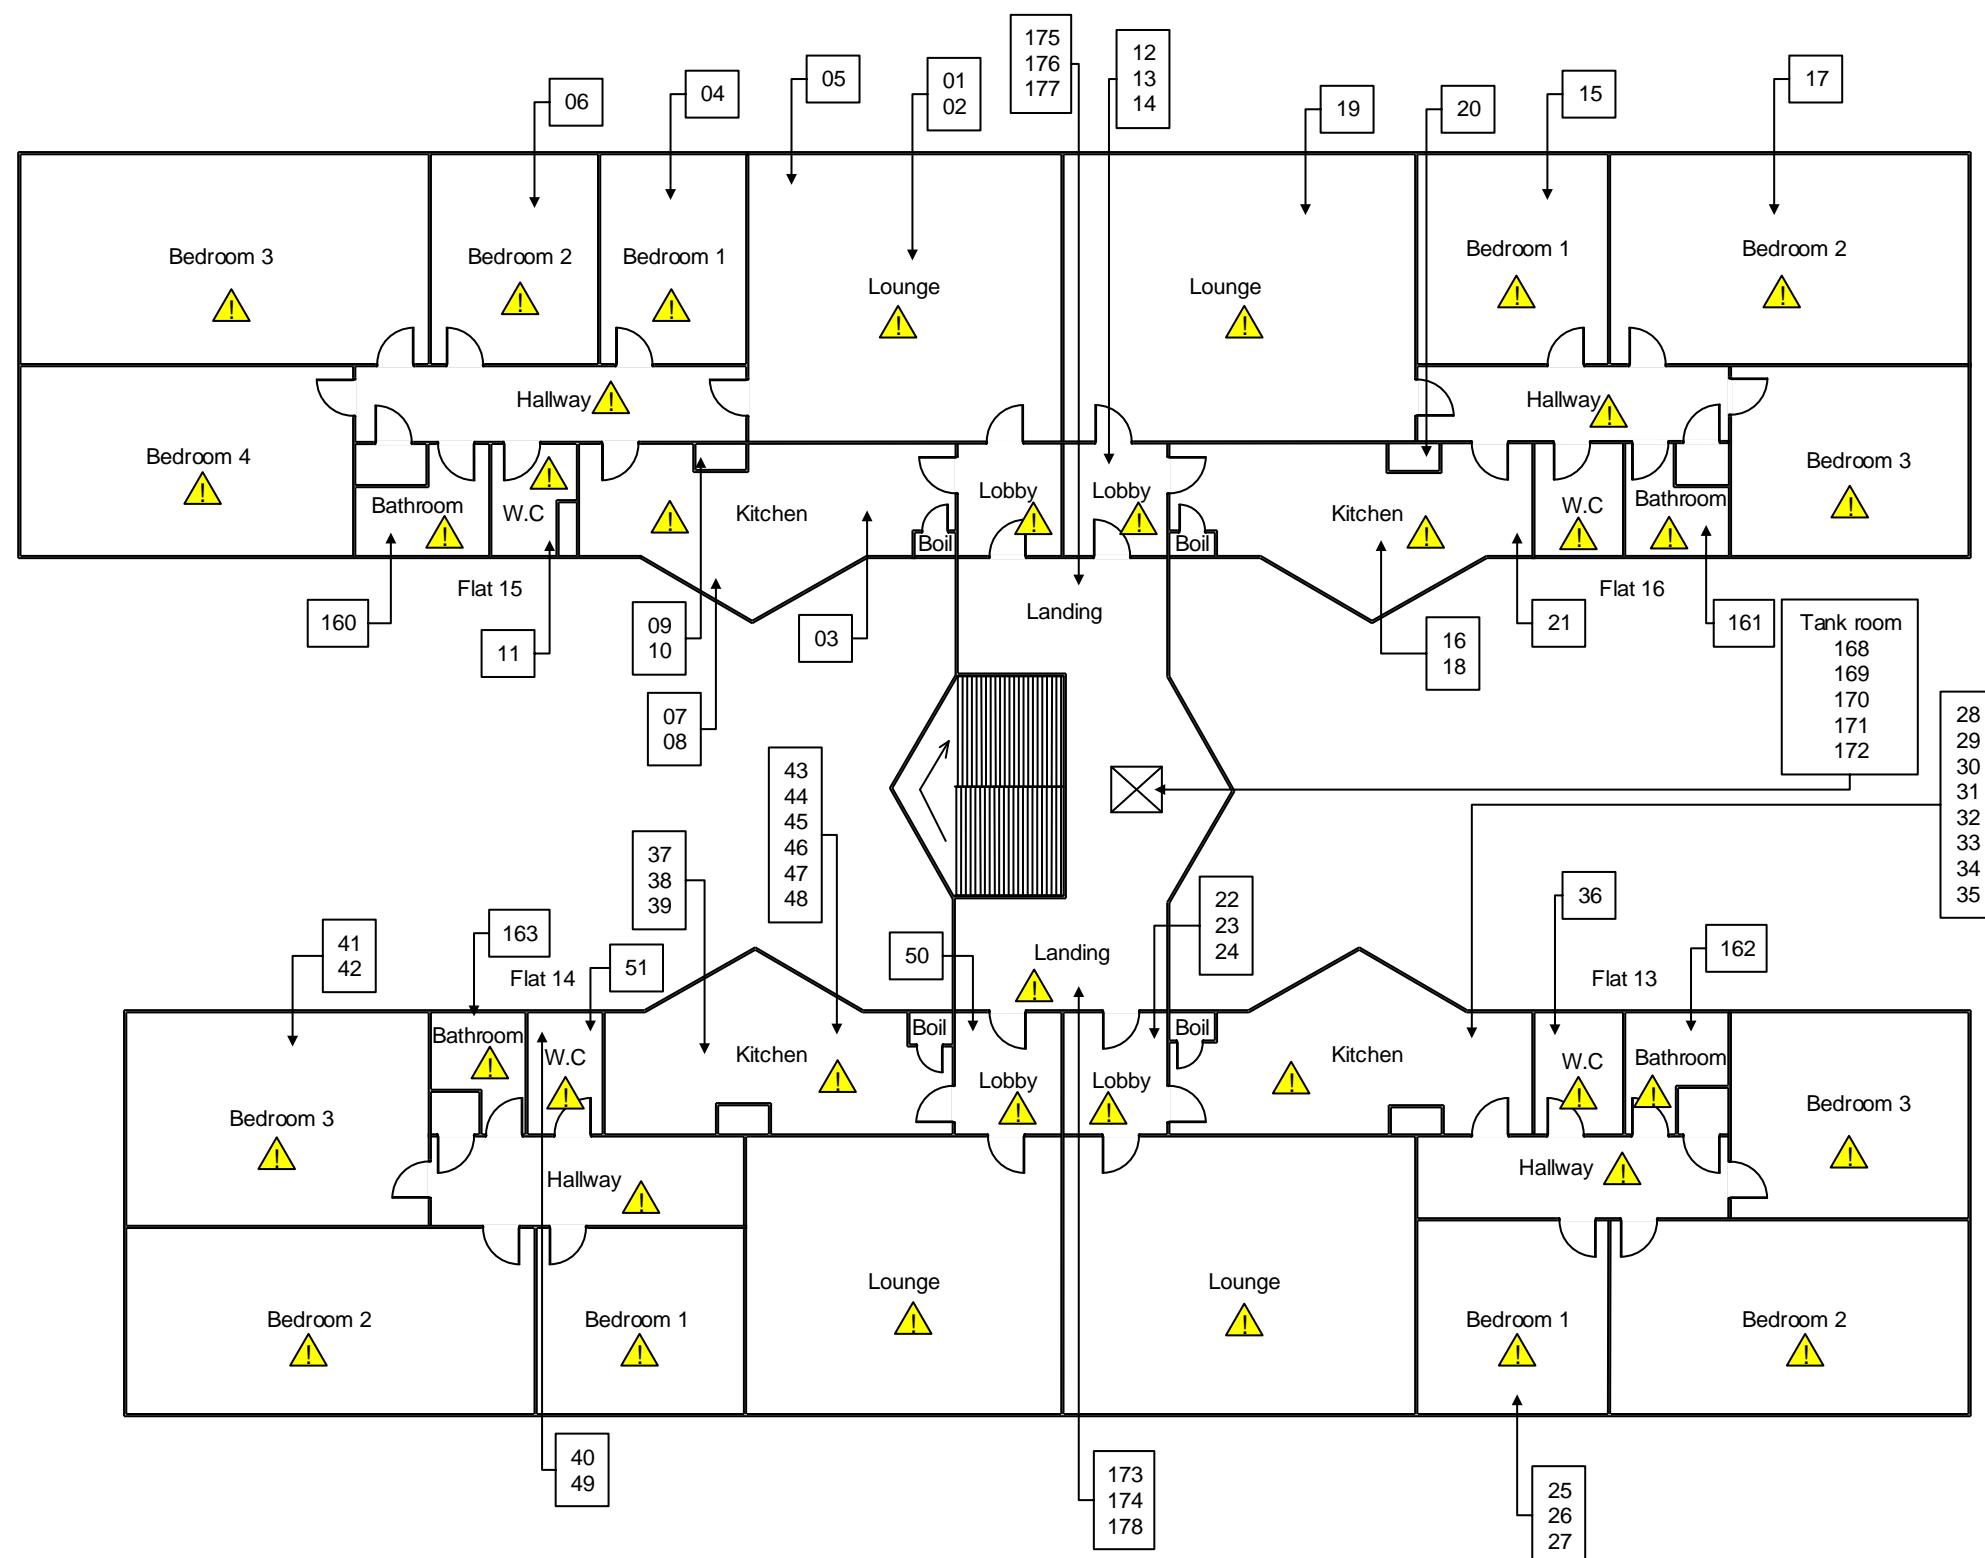 175
176
177
12
13
14
05
01
02
06
04
19
20
15
17
Bedroom 3
Bedroom 2
Bedroom 1
Lounge
Lounge
Bedroom 1
Bedroom 2
Hallway
Hallway
Bedroom 4
Bathroom
W.C
Kitchen
Boil
Lobby
Lobby
Boil
Kitchen
W.C
Bathroom
Bedroom 3
Flat 15
Flat 16
Landing
160
11
09
10
03
07
08
16
18
21
161
Tank room
168
169
170
171
172
28
29
30
31
32
33
34
35
43
44
45
46
47
48
37
38
39
36
22
23
24
41
42
163
51
50
162
Flat 14
Landing
Flat 13
Bathroom
W.C
Kitchen
Boil
Lobby
Lobby
Boil
Kitchen
W.C
Bathroom
Bedroom 3
Bedroom 3
Hallway
Hallway
Bedroom 2
Bedroom 1
Lounge
Lounge
Bedroom 1
Bedroom 2
40
49
173
174
178
25
26
27